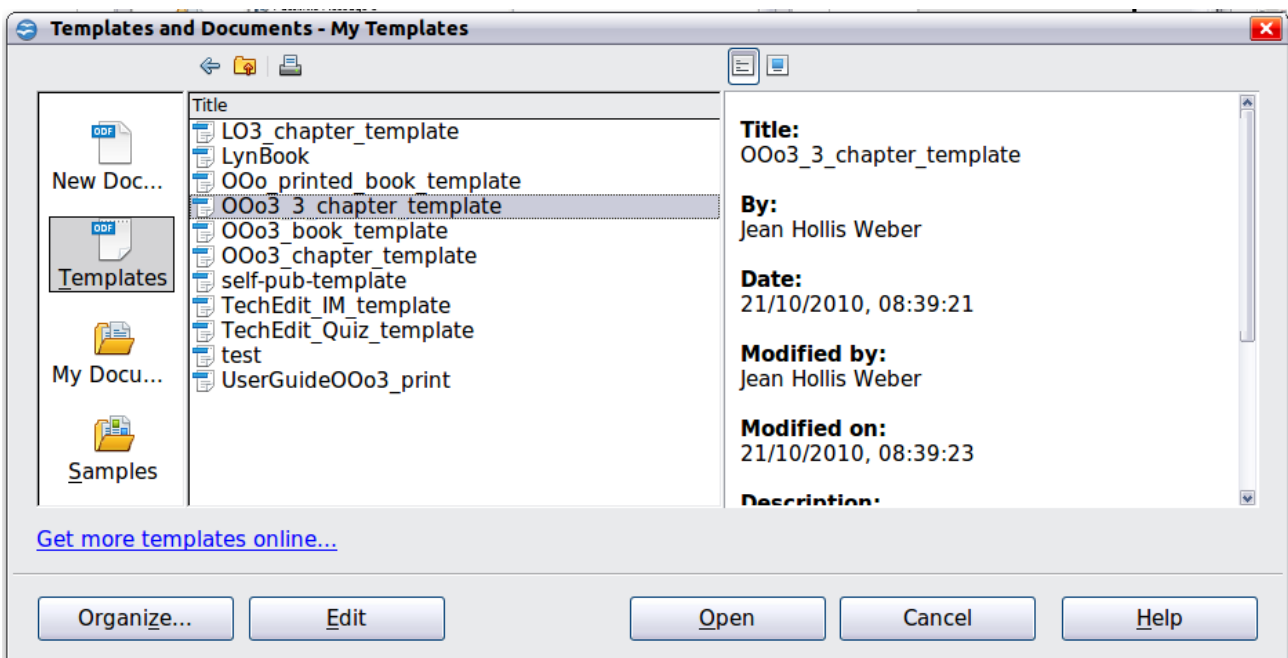 Templates and Documents - My Templates
Title
ODF
New Doc...
ODF
Templates
My Docu...
Samples
LO3_chapter_template
LynBook
OOo_printed_book_template
OOo3_3_chapter_template
OOo3_book_template
OOo3_chapter_template
self-pub-template
TechEdit_IM_template
TechEdit_Quiz_template
test
UserGuideOOo3_print
Title:
OOo3_3_chapter_template
By:
Jean Hollis Weber
Date:
21/10/2010, 08:39:21
Modified by:
Jean Hollis Weber
Modified on:
21/10/2010, 08:39:23
Description:
Get more templates online...
Organize...
Edit
Open
Cancel
Help